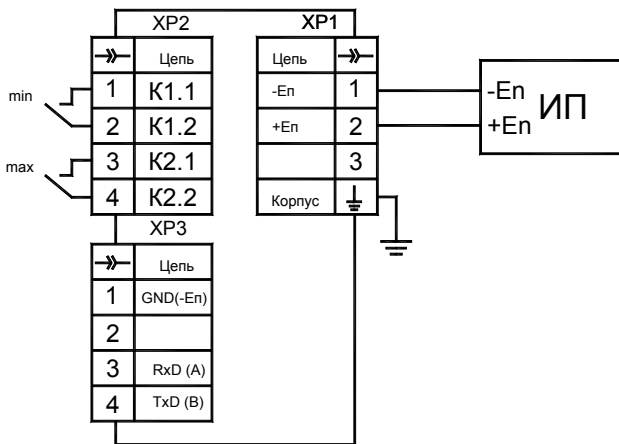 XP2
XP1
Цепь
1 К1.1
2 К1.2
3 К2.1
4 К2.2
min
max
Цепь
-Еп 1
+Еп 2
3
Корпус
-En
+En
ИП
XP3
Цепь
1 GND(-Еп)
2
3 RxD (A)
4 TxD (B)